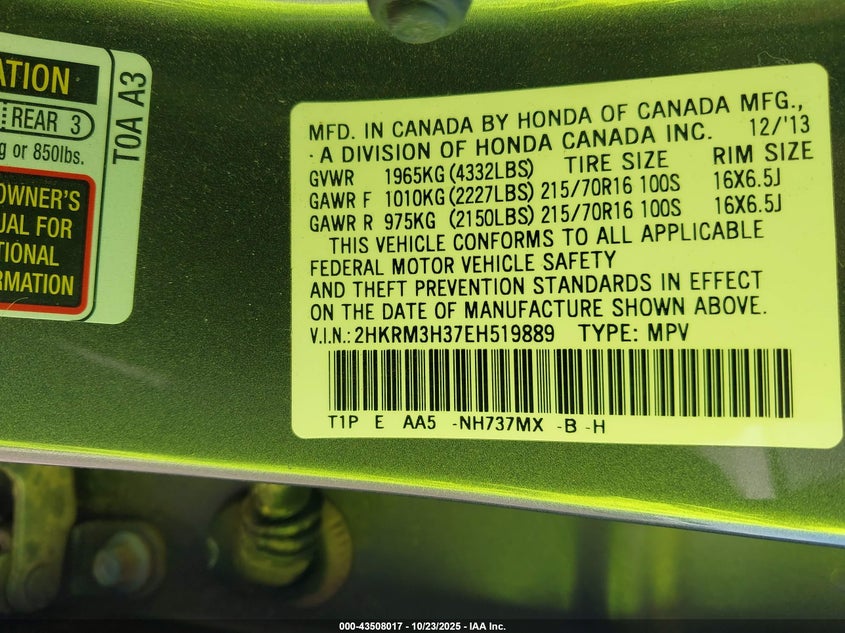 ATION
REAR 3
g or 850lbs.
OWNER'S
UAL FOR
TIONAL
RMATION
T0A A3
MFD. IN CANADA BY HONDA OF CANADA MFG.,
A DIVISION OF HONDA CANADA INC. 12/'13
GVWR 1965KG (4332LBS) TIRE SIZE RIM SIZE
GAWR F 1010KG (2227LBS) 215/70R16 100S 16X6.5J
GAWR R 975KG (2150LBS) 215/70R16 100S 16X6.5J
THIS VEHICLE CONFORMS TO ALL APPLICABLE
FEDERAL MOTOR VEHICLE SAFETY
AND THEFT PREVENTION STANDARDS IN EFFECT
ON THE DATE OF MANUFACTURE SHOWN ABOVE.
V.I.N.: 2HKRM3H37EH519889 TYPE: MPV
T1P E AA5 -NH737MX -B -H
000-43508017 - 10/23/2025 - IAA Inc.